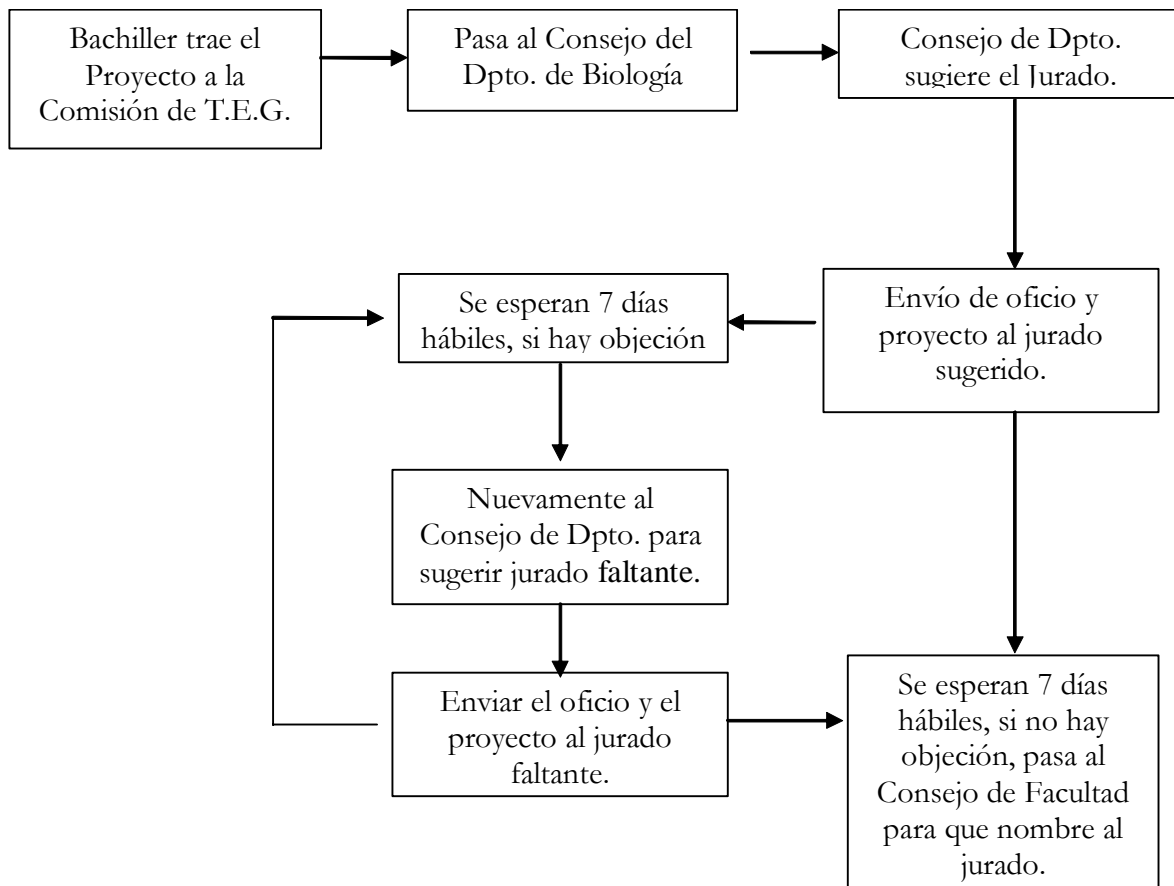 Bachiller trae el
Proyecto a la
Comisión de T.E.G.
Pasa al Consejo del
Dpto. de Biología
Consejo de Dpto.
sugiere el Jurado.
Envío de oficio y
proyecto al jurado
sugerido.
Se esperan 7 días
hábiles, si hay objeción
Nuevamente al
Consejo de Dpto. para
sugerir jurado faltante.
Enviar el oficio y el
proyecto al jurado
faltante.
Se esperan 7 días
hábiles, si no hay
objeción, pasa al
Consejo de Facultad
para que nombre al
jurado.